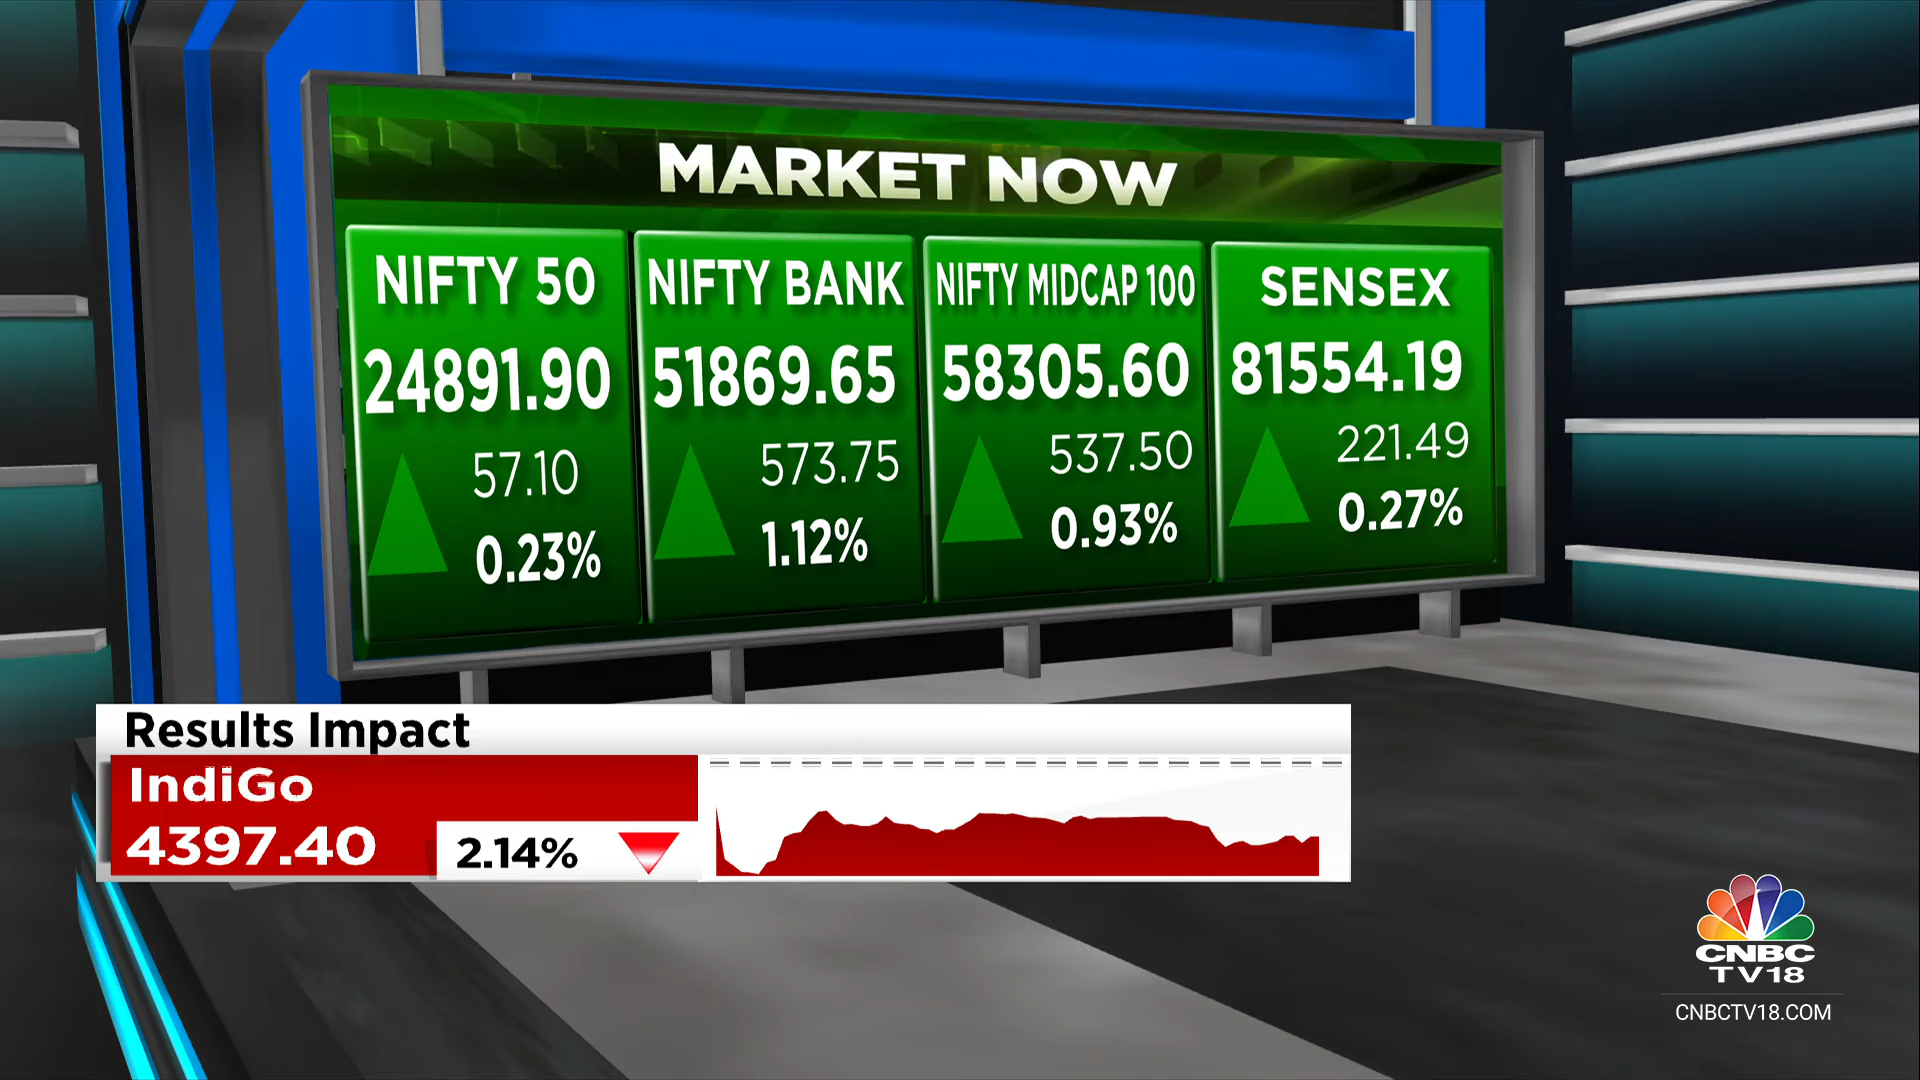 MARKET NOW
NIFTY 50
24891.90
57.10
0.23%
NIFTY BANK
51869.65
573.75
1.12%
NIFTY MIDCAP 100
58305.60
537.50
0.93%
SENSEX
81554.19
221.49
0.27%
Results Impact
IndiGo
4397.40
2.14%
CNBC
TV18
CNBCTV18.COM